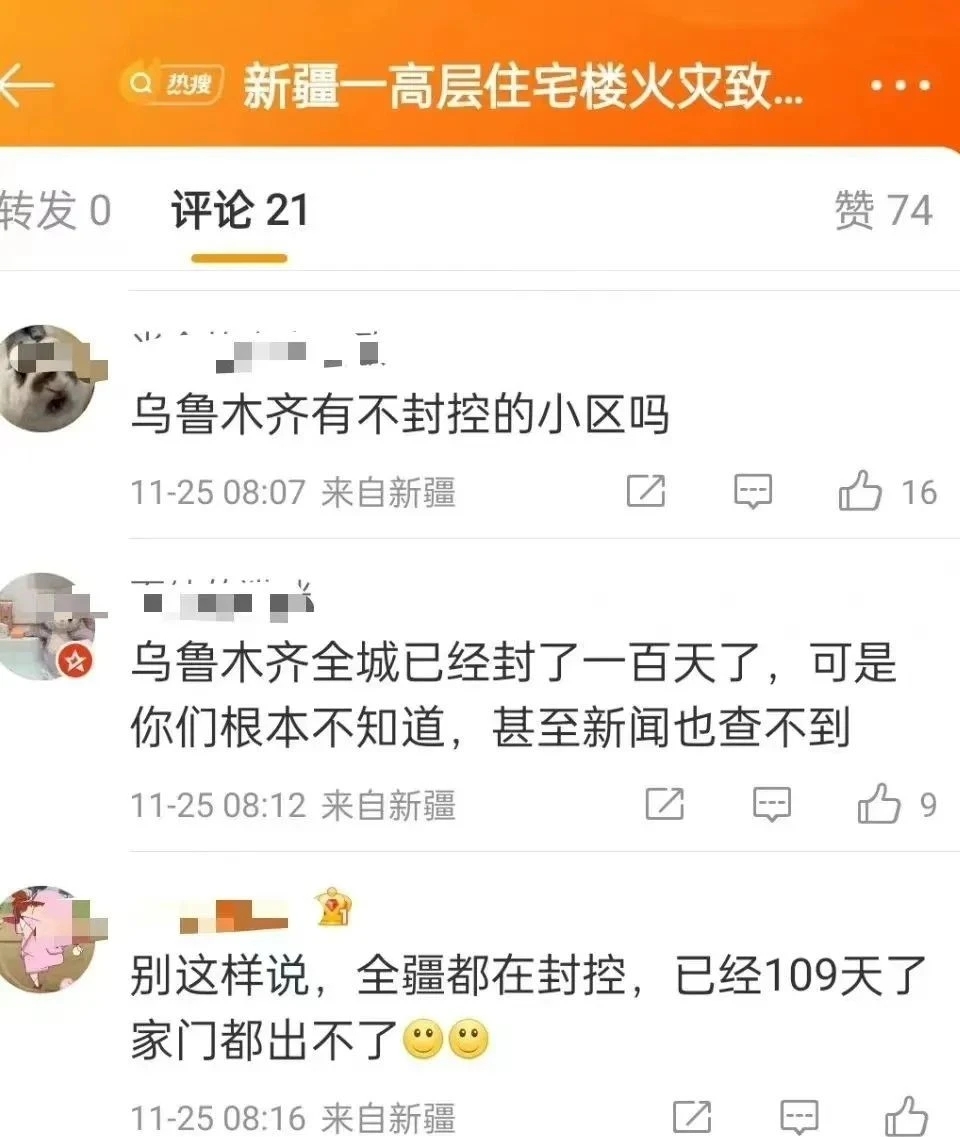 热搜 新疆一高层住宅楼火灾致...
转发 0 评论 21 赞 74
乌鲁木齐有不封控的小区吗
11-25 08:07 来自新疆 16
乌鲁木齐全城已经封了一百天了，可是
你们根本不知道，甚至新闻也查不到
11-25 08:12 来自新疆 9
别这样说，全疆都在封控，已经109天了
家门都出不了
11-25 08:16 来自新疆